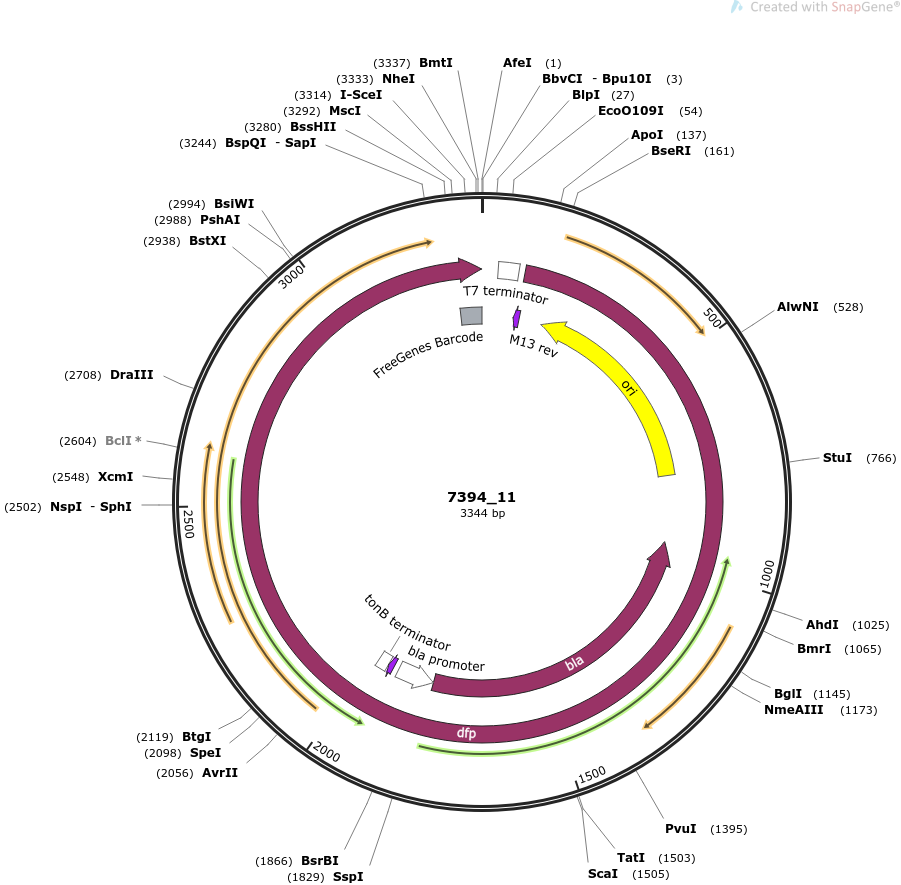 Created with SnapGene®
(3337) BmtI
(3333) NheI
(3314) I-SceI
(3292) MscI
(3280) BssHII
(3244) BspQI - SapI
AfeI (1)
BbvCI - Bpu10I (3)
BlpI (27)
EcoO109I (54)
ApoI (137)
BseRI (161)
(2994) BsiWI
(2988) PshAI
(2938) BstXI
3000
T7 terminator
M13 rev
FreeGenes Barcode
ori
500
AlwNI (528)
(2708) DraIII
(2604) BclI *
(2548) XcmI
(2502) NspI - SphI
2500
StuI (766)
7394_11
3344 bp
1000
AhdI (1025)
BmrI (1065)
BglI (1145)
NmeAIII (1173)
tonB terminator
bla promoter
bla
dfp
(2119) BtgI
(2098) SpeI
(2056) AvrII
2000
1500
PvuI (1395)
TatI (1503)
ScaI (1505)
(1866) BsrBI
(1829) SspI